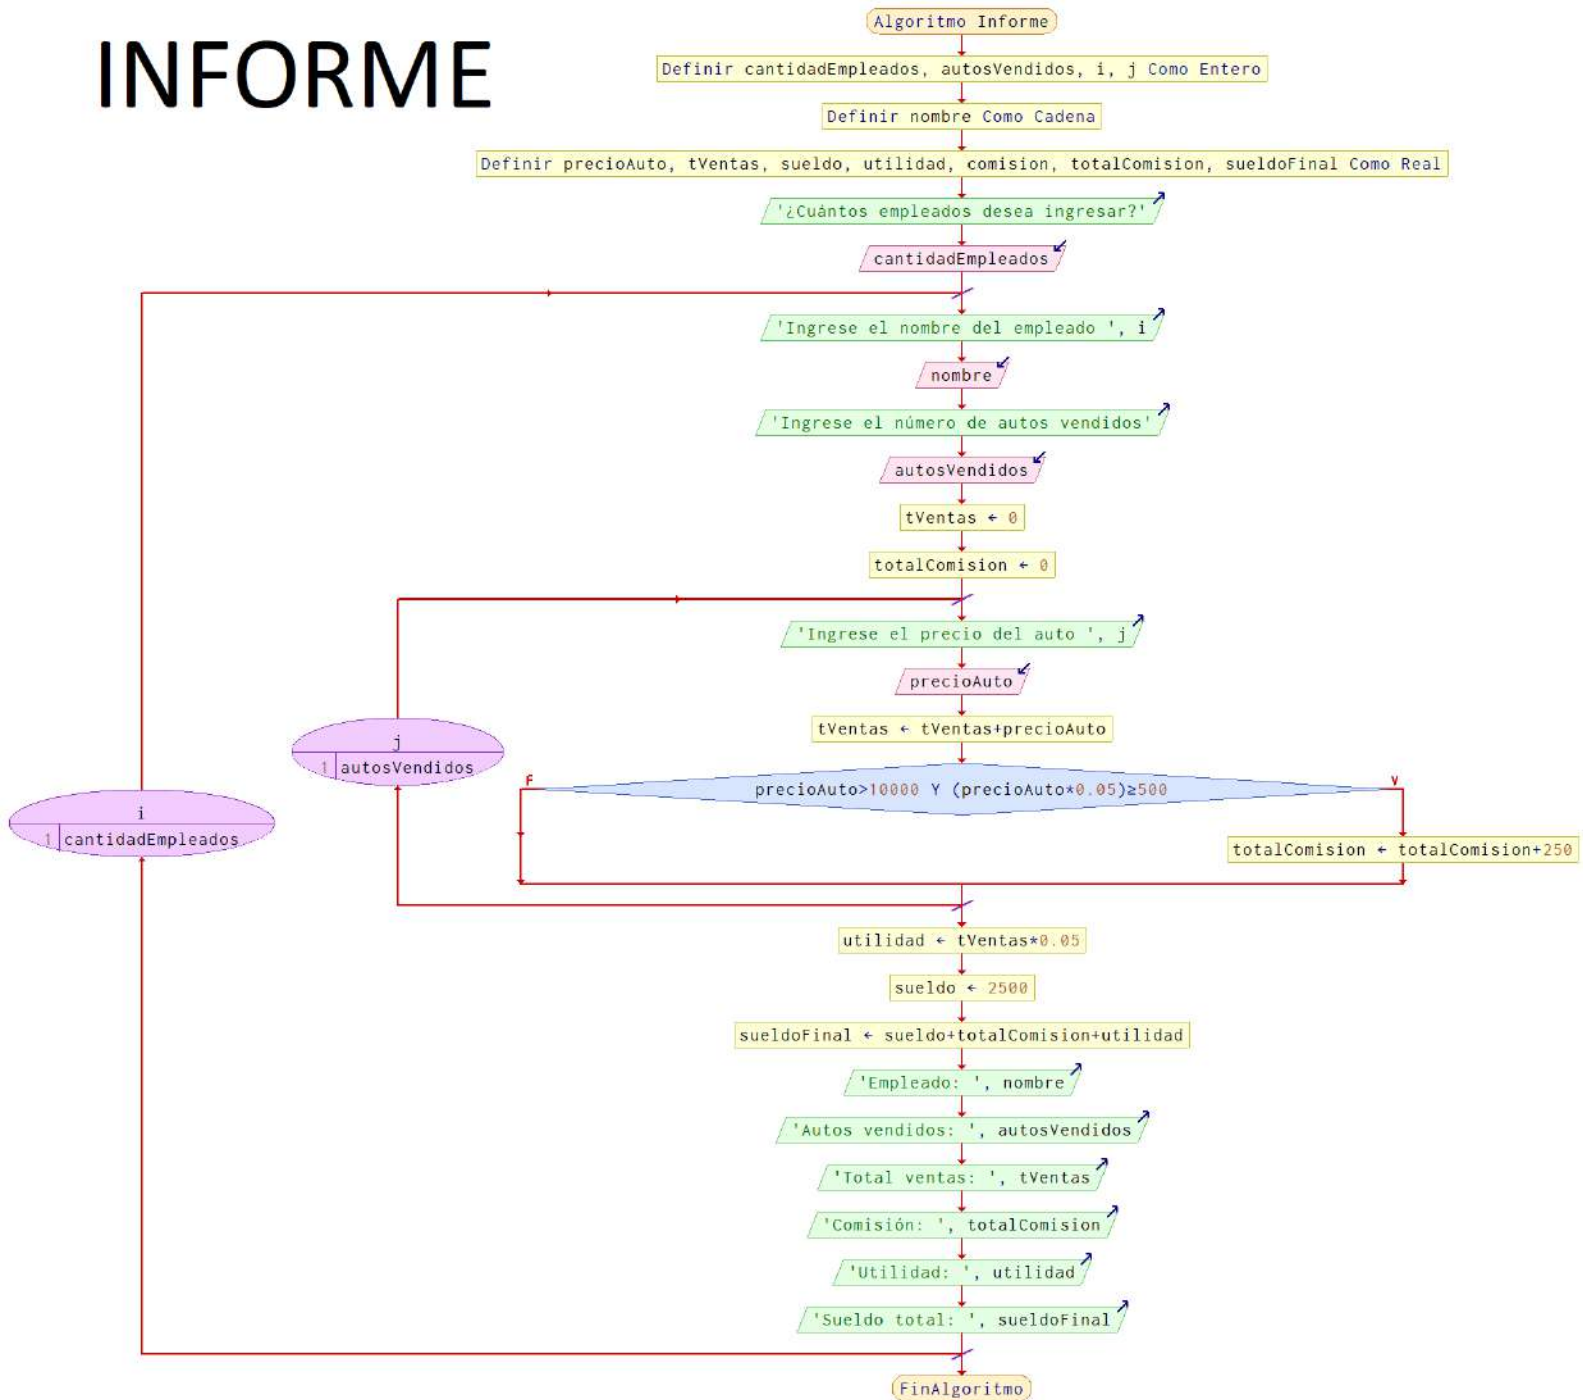 INFORME
Algoritmo Informe
Definir cantidadEmpleados, autosVendidos, i, j Como Entero
Definir nombre Como Cadena
Definir precioAuto, tVentas, sueldo, utilidad, comision, totalComision, sueldoFinal Como Real
'¿Cuántos empleados desea ingresar?'
cantidadEmpleados
'Ingrese el nombre del empleado ', i
nombre
'Ingrese el número de autos vendidos'
autosVendidos
tVentas ← 0
totalComision ← 0
'Ingrese el precio del auto ', j
precioAuto
tVentas ← tVentas+precioAuto
j
1 autosVendidos
F
precioAuto>10000 Y (precioAuto*0.05)≥500
V
i
1 cantidadEmpleados
totalComision ← totalComision+250
utilidad ← tVentas*0.05
sueldo ← 2500
sueldoFinal ← sueldo+totalComision+utilidad
'Empleado: ', nombre
'Autos vendidos: ', autosVendidos
'Total ventas: ', tVentas
'Comisión: ', totalComision
'Utilidad: ', utilidad
'Sueldo total: ', sueldoFinal
FinAlgoritmo